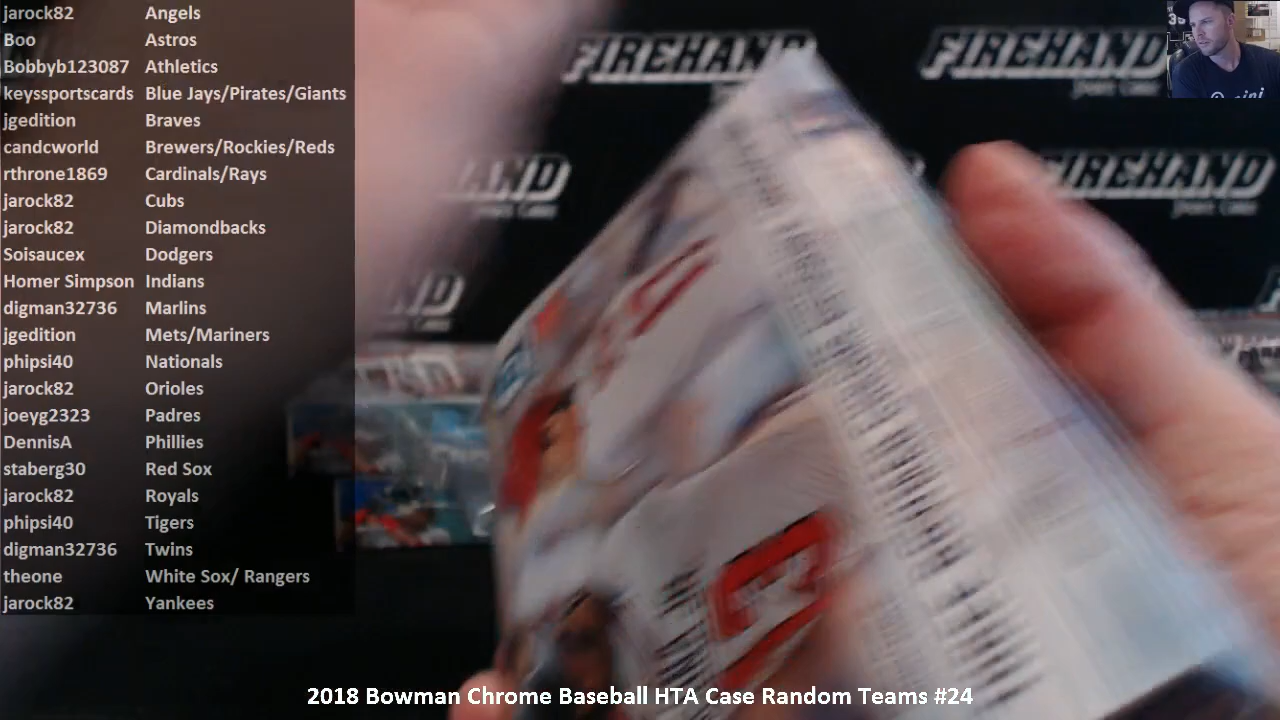 jarock82 Angels
Boo Astros
Bobbyb123087 Athletics
keyssportscards Blue Jays/Pirates/Giants
jgedition Braves
candcworld Brewers/Rockies/Reds
rthrone1869 Cardinals/Rays
jarock82 Cubs
jarock82 Diamondbacks
Soisaucex Dodgers
Homer Simpson Indians
digman32736 Marlins
jgedition Mets/Mariners
phipsi40 Nationals
jarock82 Orioles
joeyg2323 Padres
DennisA Phillies
staberg30 Red Sox
jarock82 Royals
phipsi40 Tigers
digman32736 Twins
theone White Sox/ Rangers
jarock82 Yankees
FIREHAND FIREHAND
FIREHAND
2018 Bowman Chrome Baseball HTA Case Random Teams #24